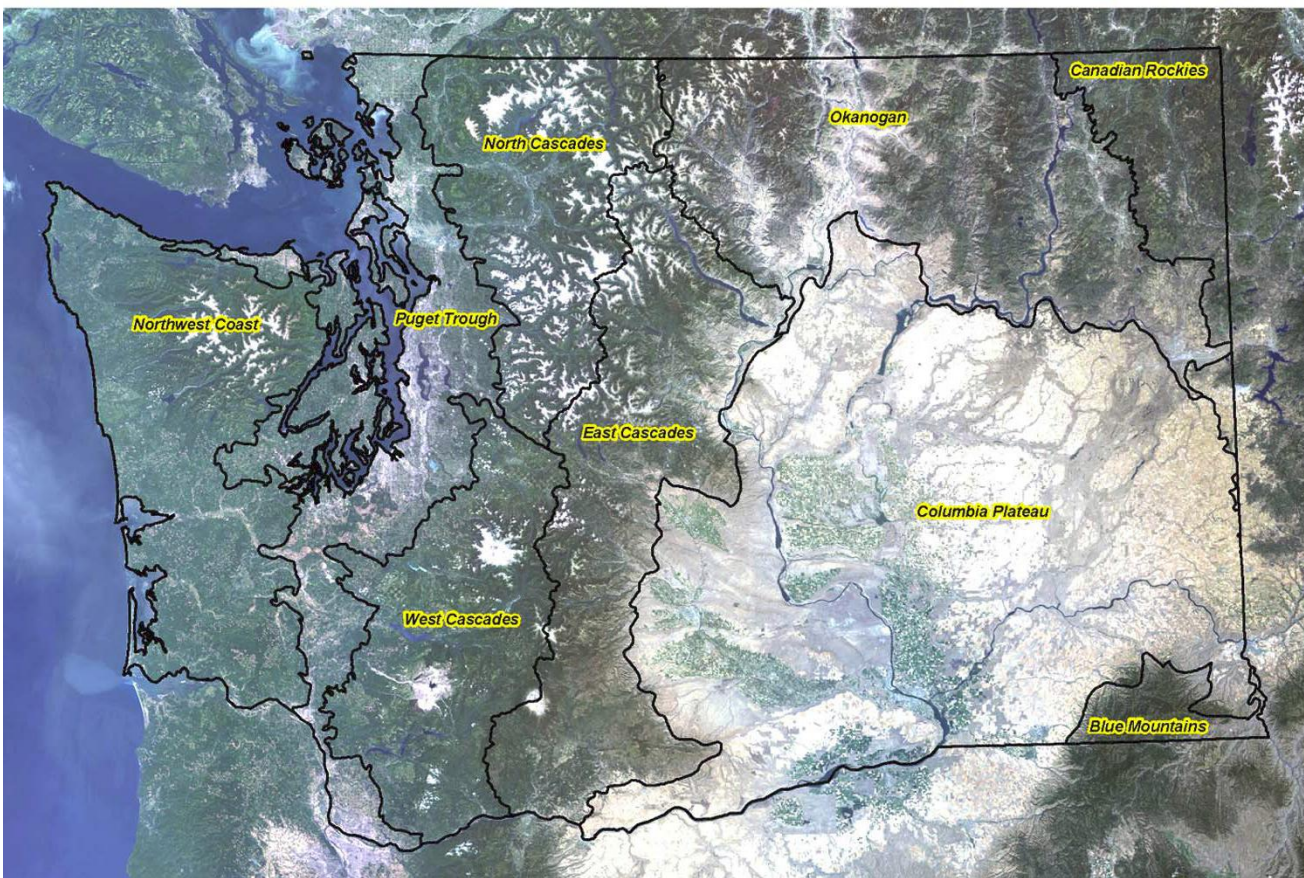 Canadian Rockies
Okanogan
North Cascades
Northwest Coast
Puget Trough
East Cascades
Columbia Plateau
West Cascades
Blue Mountains